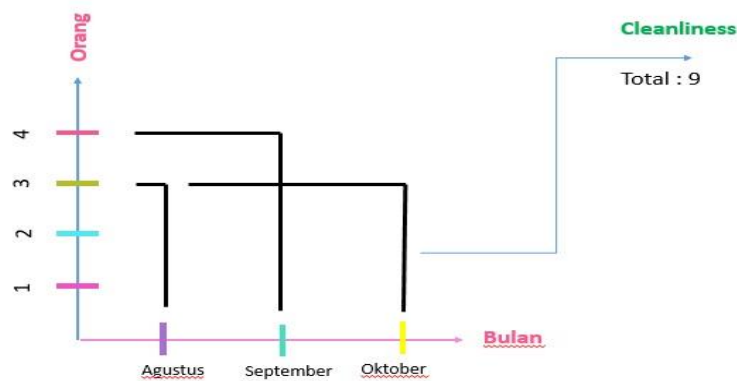 Cleanliness
Total : 9
Orang
4
3
2
1
Bulan
Agustus
September
Oktober